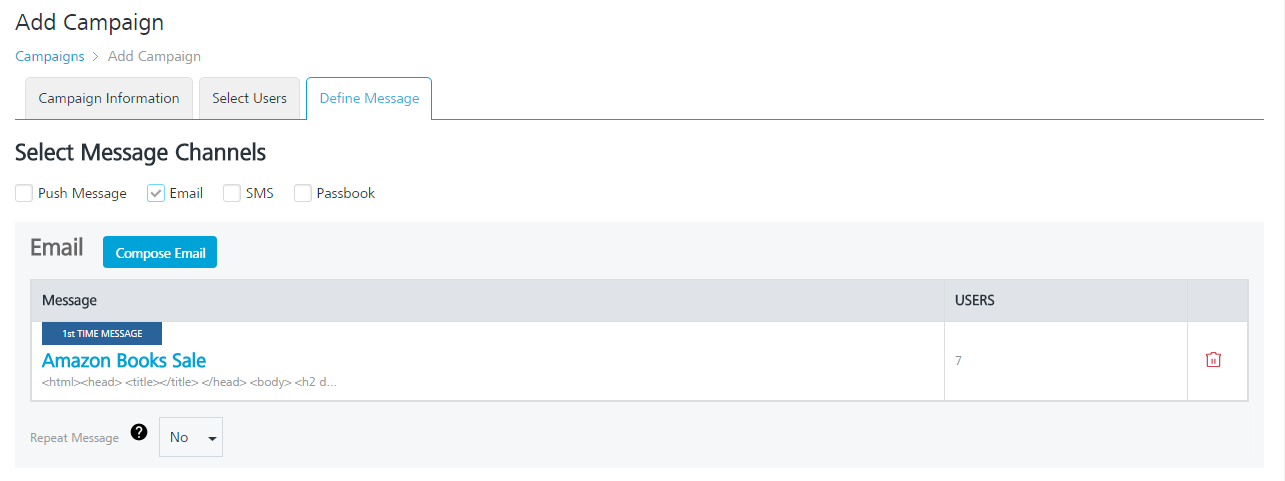 Add Campaign
Campaigns > Add Campaign
Campaign Information Select Users Define Message
Select Message Channels
Push Message Email SMS Passbook
Email Compose Email
Message USERS
1st TIME MESSAGE
Amazon Books Sale
<html><head> <title></title> </head> <body> <h2 d...
7
Repeat Message ? No